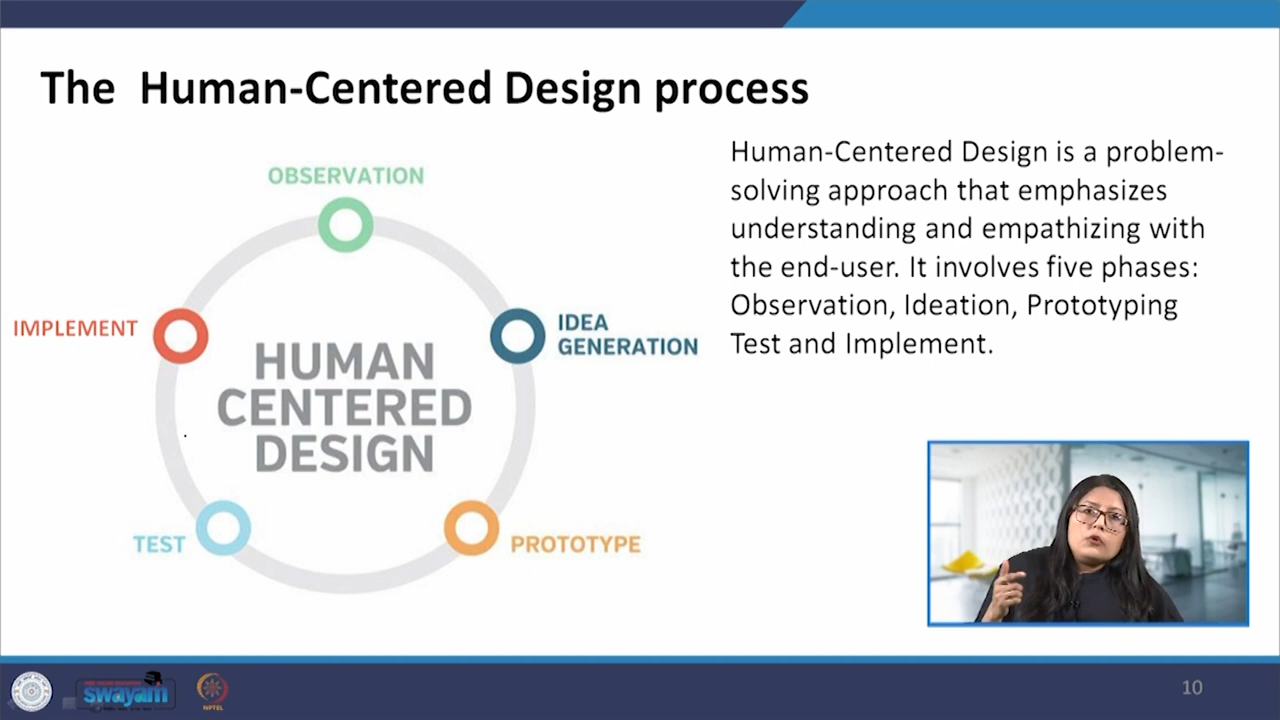 The Human-Centered Design process
OBSERVATION
IMPLEMENT
IDEA
GENERATION
HUMAN
CENTERED
DESIGN
TEST
PROTOTYPE
Human-Centered Design is a problem-
solving approach that emphasizes
understanding and empathizing with
the end-user. It involves five phases:
Observation, Ideation, Prototyping
Test and Implement.
swayam
NPTEL
10